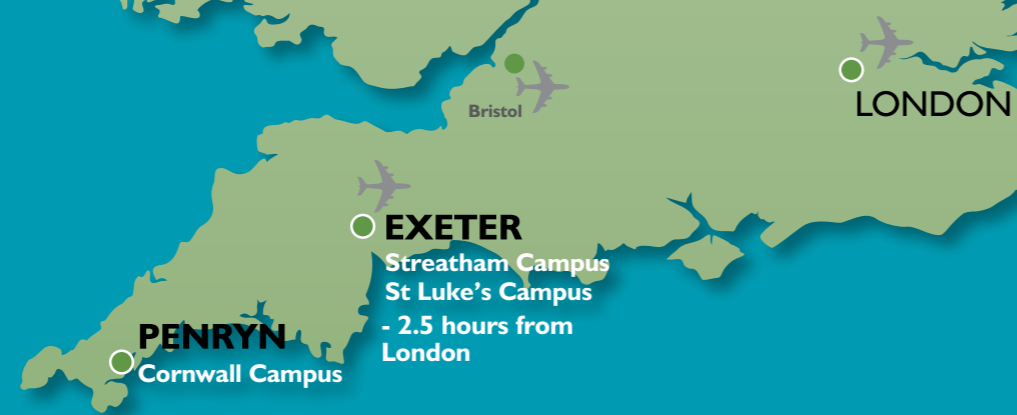 LONDON
Bristol
EXETER
Streatham Campus
St Luke's Campus
- 2.5 hours from
London
PENRYN
Cornwall Campus